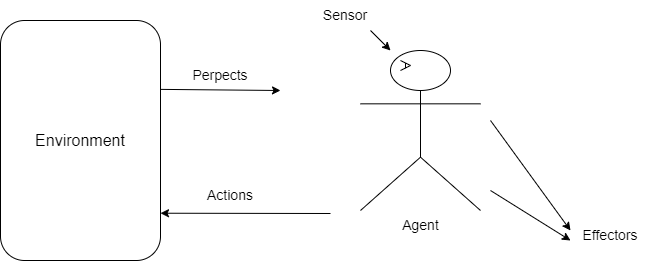 Sensor
Perpects
Environment
Actions
Agent
Effectors